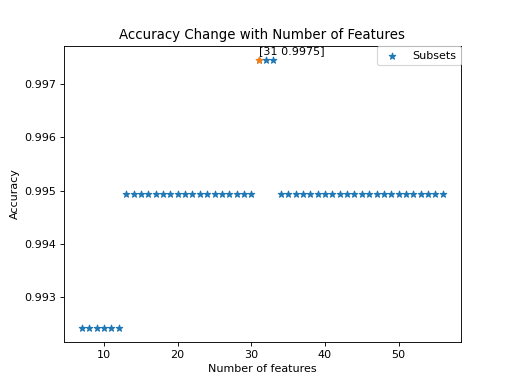 Accuracy Change with Number of Features
[31 0.9975]
Subsets
0.997
0.996
0.995
0.994
0.993
Accuracy
10 20 30 40 50
Number of features